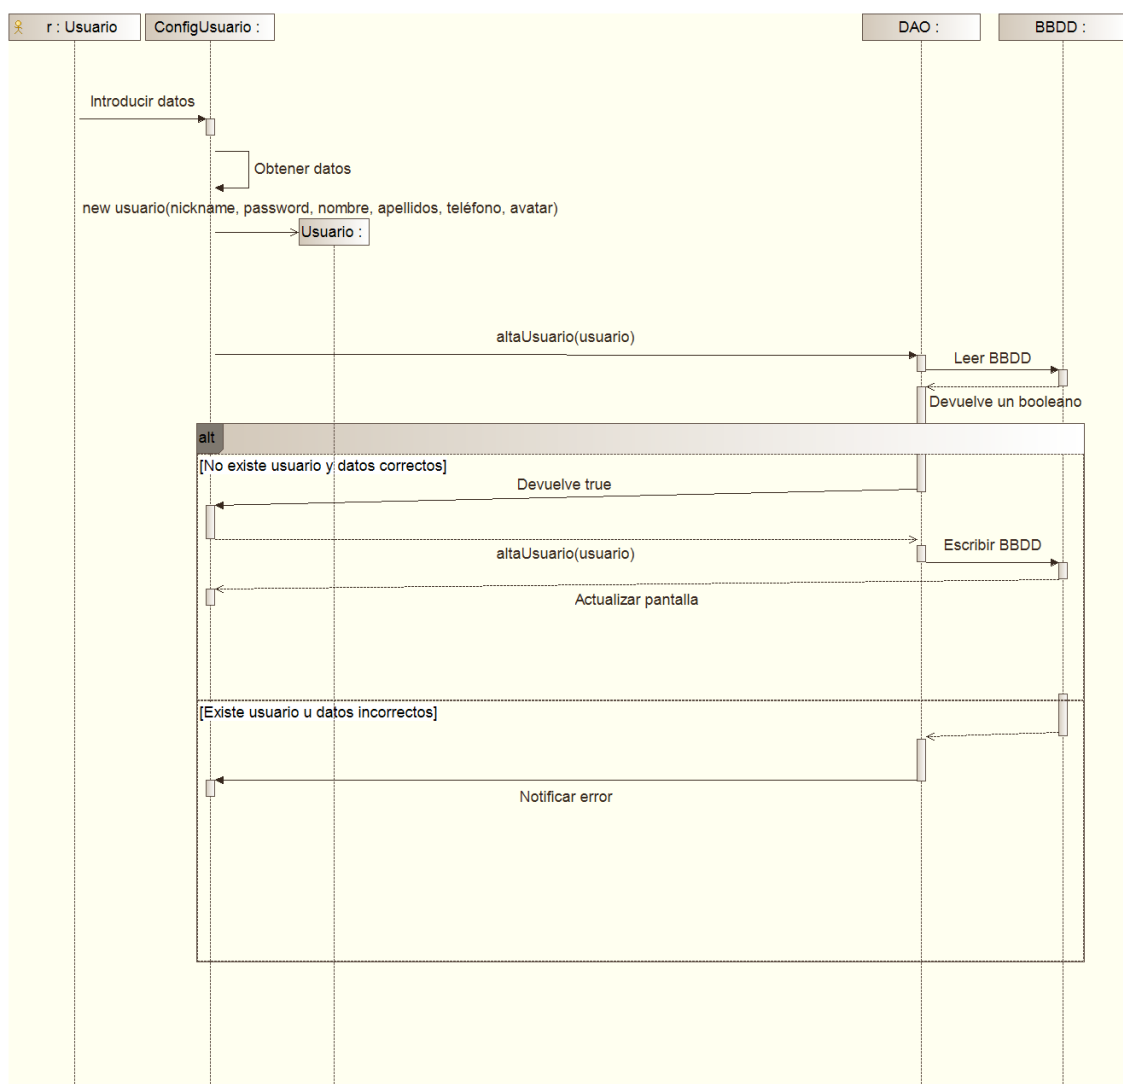 r : Usuario
ConfigUsuario :
DAO :
BBDD :
Introducir datos
Obtener datos
new usuario(nickname, password, nombre, apellidos, teléfono, avatar)
Usuario :
altaUsuario(usuario)
Leer BBDD
Devuelve un booleano
alt
[No existe usuario y datos correctos]
Devuelve true
altaUsuario(usuario)
Escribir BBDD
Actualizar pantalla
[Existe usuario u datos incorrectos]
Notificar error